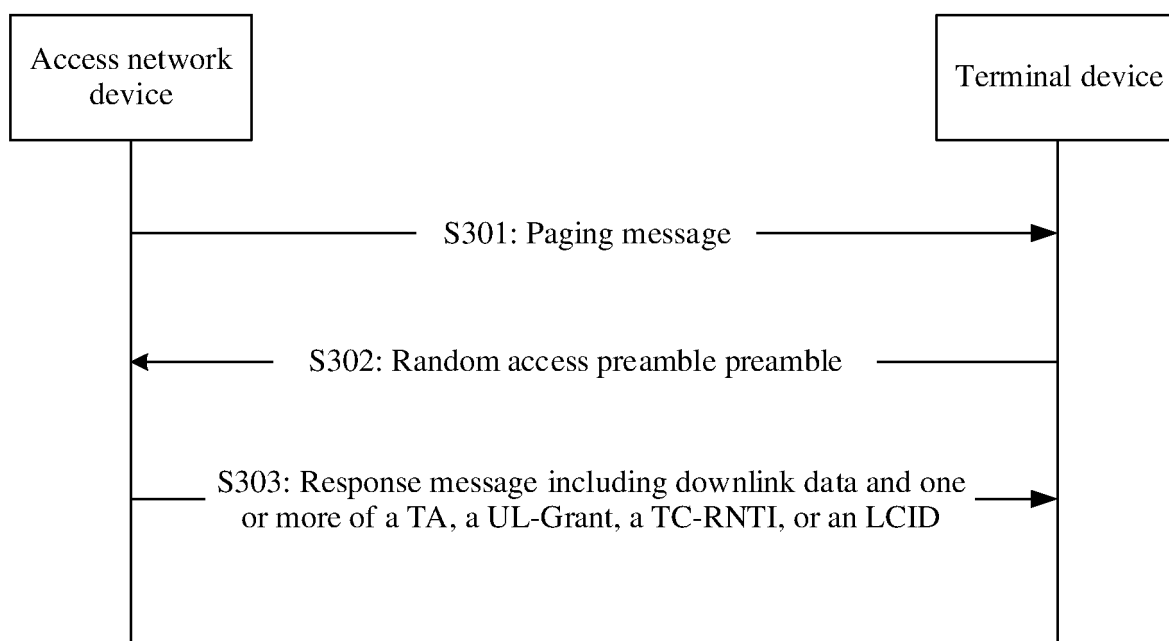 Access network
device
Terminal device
S301: Paging message
S302: Random access preamble preamble
S303: Response message including downlink data and one
or more of a TA, a UL-Grant, a TC-RNTI, or an LCID